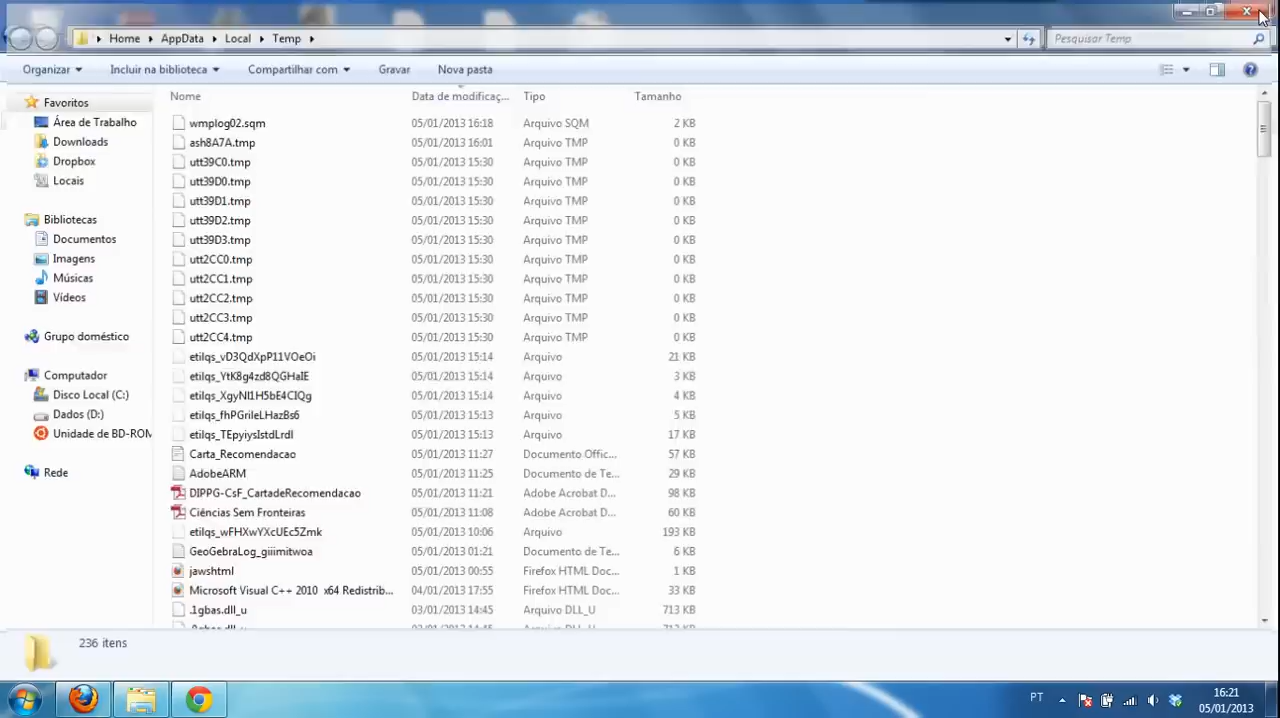 Home AppData Local Temp Pesquisar Temp
Organizar Incluir na biblioteca Compartilhar com Gravar Nova pasta
Favoritos
Área de Trabalho
Downloads
Dropbox
Locais
Bibliotecas
Documentos
Imagens
Músicas
Vídeos
Grupo doméstico
Computador
Disco Local (C:)
Dados (D:)
Unidade de BD-ROM
Rede
Nome Data de modificaç... Tipo Tamanho
wmplog02.sqm 05/01/2013 16:18 Arquivo SQM 2 KB
ash8A7A.tmp 05/01/2013 16:01 Arquivo TMP 0 KB
utt39C0.tmp 05/01/2013 15:30 Arquivo TMP 0 KB
utt39D0.tmp 05/01/2013 15:30 Arquivo TMP 0 KB
utt39D1.tmp 05/01/2013 15:30 Arquivo TMP 0 KB
utt39D2.tmp 05/01/2013 15:30 Arquivo TMP 0 KB
utt39D3.tmp 05/01/2013 15:30 Arquivo TMP 0 KB
utt2CC0.tmp 05/01/2013 15:30 Arquivo TMP 0 KB
utt2CC1.tmp 05/01/2013 15:30 Arquivo TMP 0 KB
utt2CC2.tmp 05/01/2013 15:30 Arquivo TMP 0 KB
utt2CC3.tmp 05/01/2013 15:30 Arquivo TMP 0 KB
utt2CC4.tmp 05/01/2013 15:30 Arquivo TMP 0 KB
etilqs_vD3QdXpP11VOeOi 05/01/2013 15:14 Arquivo 21 KB
etilqs_YtK8g4zd8QGHaIE 05/01/2013 15:14 Arquivo 3 KB
etilqs_XgyNl1H5bE4CIQg 05/01/2013 15:14 Arquivo 4 KB
etilqs_fhPGrileLHazBs6 05/01/2013 15:13 Arquivo 5 KB
etilqs_TEpyiysIstdLrdl 05/01/2013 15:13 Arquivo 17 KB
Carta_Recomendacao 05/01/2013 11:27 Documento Offic... 57 KB
AdobeARM 05/01/2013 11:25 Documento de Te... 29 KB
DIPPG-CsF_CartadeRecomendacao 05/01/2013 11:21 Adobe Acrobat D... 98 KB
Ciências Sem Fronteiras 05/01/2013 11:08 Adobe Acrobat D... 60 KB
etilqs_wFHXwYXcUEc5Zmk 05/01/2013 10:06 Arquivo 193 KB
GeoGebraLog_giiimitwoa 05/01/2013 01:21 Documento de Te... 6 KB
jawshtml 05/01/2013 00:55 Firefox HTML Doc... 1 KB
Microsoft Visual C++ 2010 x64 Redistrib... 04/01/2013 17:55 Firefox HTML Doc... 33 KB
.1gbas.dll_u 03/01/2013 14:45 Arquivo DLL_U 713 KB
236 itens
PT 16:21
05/01/2013